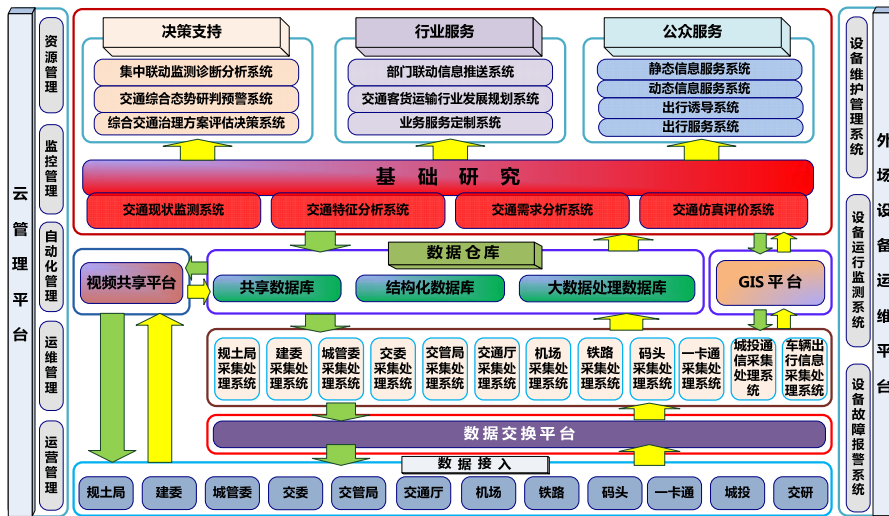 云管理平台
资源管理
监控管理
自动化管理
运维管理
运营管理
决策支持
集中联动监测诊断分析系统
交通综合态势研判预警系统
综合交通治理方案评估决策系统
行业服务
部门联动信息推送系统
交通客货运输行业发展规划系统
业务服务定制系统
公众服务
静态信息服务系统
动态信息服务系统
出行诱导系统
出行服务系统
基础研究
交通现状监测系统
交通特征分析系统
交通需求分析系统
交通仿真评价系统
视频共享平台
数据仓库
共享数据库
结构化数据库
大数据处理数据库
GIS平台
规土局
采集处
理系统
建委
采集处
理系统
城管委
采集处
理系统
交委
采集处
理系统
交管局
采集处
理系统
交通厅
采集处
理系统
机场
采集处
理系统
铁路
采集处
理系统
码头
采集处
理系统
一卡通
采集处
理系统
城投通
信采集
处理系
统
车辆出
行信息
采集处
理系统
数据交换平台
数据接入
规土局
建委
城管委
交委
交管局
交通厅
机场
铁路
码头
一卡通
城投
交研
设备维护管理系统
设备运行监测系统
设备故障报警系统
外场设备运维平台